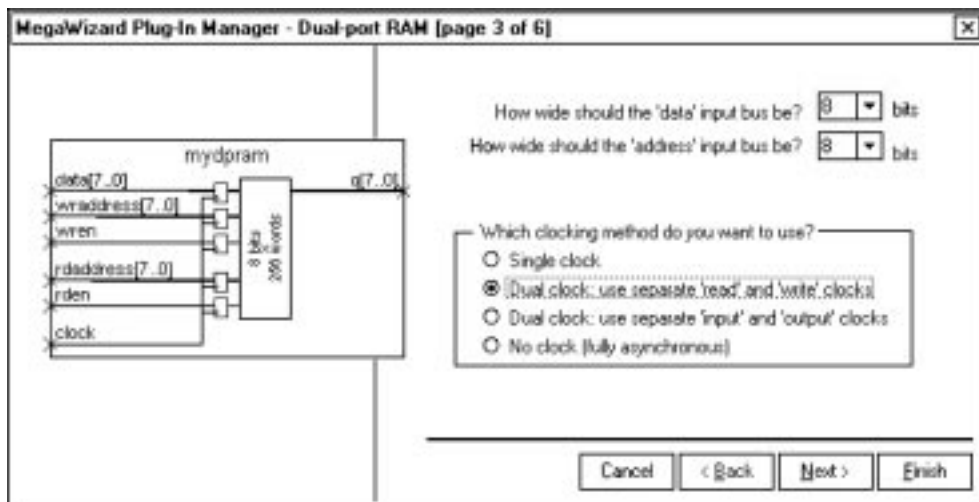 MegaWizard Plug-In Manager - Dual-port RAM [page 3 of 6]
mydpram
data[7..0]
q[7..0]
wraddress[7..0]
wren
rdaddress[7..0]
rden
clock
8 bits
256 words
How wide should the 'data' input bus be? 8 bits
How wide should the 'address' input bus be? 8 bits
Which clocking method do you want to use?
Single clock
Dual clock: use separate 'read' and 'write' clocks
Dual clock: use separate 'input' and 'output' clocks
No clock (fully asynchronous)
Cancel < Back Next > Finish